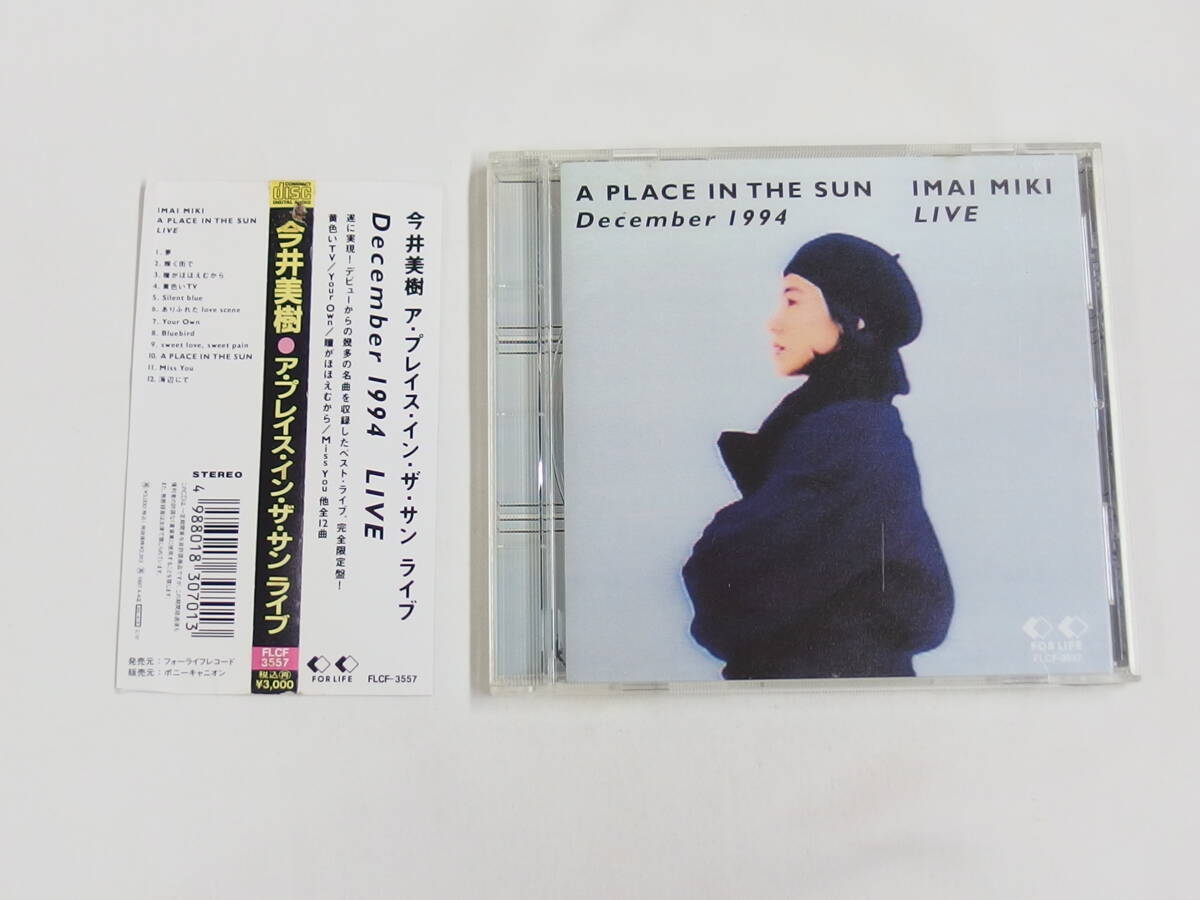 IMAI MIKI
A PLACE IN THE SUN
LIVE
1. 夢
2. 輝く街で
3. 瞳がほほえむから
4. 黄色いTV
5. Silent blue
6. ありふれた love scene
7. Your Own
8. Bluebird
9. sweet love, sweet pain
10. A PLACE IN THE SUN
11. Miss You
12. 海辺にて
STEREO
4 988018 307013
発売元:フォーライフレコード
販売元:ポニーキャニオン
COMPACT
disc
DIGITAL AUDIO
今井美樹●ア・プレイス・イン・ザ・サン ライブ
FLCF
3557
税込(再)
¥3,000
今井美樹 ア・プレイス・イン・ザ・サン ライブ
December 1994 LIVE
遂に実現!デビューからの幾多の名曲を収録したベスト・ライブ、完全限定盤!
黄色いTV/Your Own/瞳がほほえむから/Miss You 他全12曲
FOR LIFE
FLCF-3557
A PLACE IN THE SUN IMAI MIKI
December 1994 LIVE
FOR LIFE
FLCF-3557